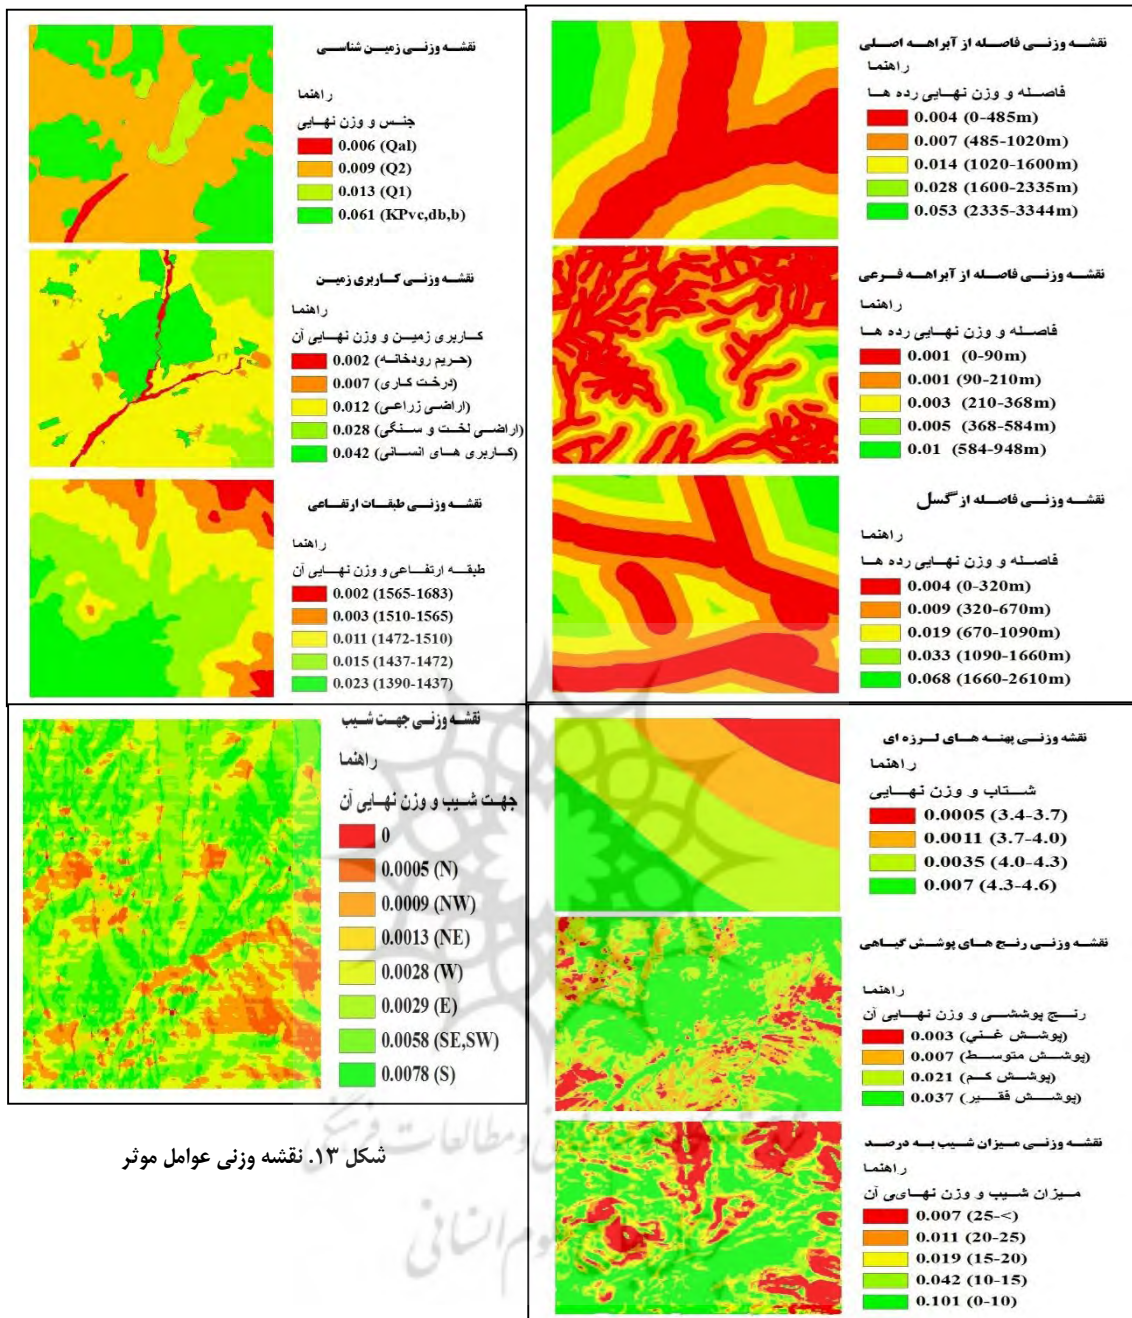 نقشه وزنی زمین شناسی
راهنما
جنس و وزن نهایی
0.006 (Qal)
0.009 (Q2)
0.013 (Q1)
0.061 (KPvc,db,b)
نقشه وزنی کاربری زمین
راهنما
کاربری زمین و وزن نهایی آن
0.002 (حریم رودخانه)
0.007 (درخت کاری)
0.012 (اراضی زراعی)
0.028 (اراضی لخت و سنگی)
0.042 (کاربری های انسانی)
نقشه وزنی طبقات ارتفاعی
راهنما
طبقه ارتفاعی و وزن نهایی آن
0.002 (1565-1683)
0.003 (1510-1565)
0.011 (1472-1510)
0.015 (1437-1472)
0.023 (1390-1437)
نقشه وزنی جهت شیب
راهنما
جهت شیب و وزن نهایی آن
0
0.0005 (N)
0.0009 (NW)
0.0013 (NE)
0.0028 (W)
0.0029 (E)
0.0058 (SE,SW)
0.0078 (S)
نقشه وزنی فاصله از آبراهه اصلی
راهنما
فاصله و وزن نهایی رده ها
0.004 (0-485m)
0.007 (485-1020m)
0.014 (1020-1600m)
0.028 (1600-2335m)
0.053 (2335-3344m)
نقشه وزنی فاصله از آبراهه فرعی
راهنما
فاصله و وزن نهایی رده ها
0.001 (0-90m)
0.001 (90-210m)
0.003 (210-368m)
0.005 (368-584m)
0.01 (584-948m)
نقشه وزنی فاصله از گسل
راهنما
فاصله و وزن نهایی رده ها
0.004 (0-320m)
0.009 (320-670m)
0.019 (670-1090m)
0.033 (1090-1660m)
0.068 (1660-2610m)
نقشه وزنی پهنه های لرزه ای
راهنما
شتاب و وزن نهایی
0.0005 (3.4-3.7)
0.0011 (3.7-4.0)
0.0035 (4.0-4.3)
0.007 (4.3-4.6)
نقشه وزنی رنج های پوشش گیاهی
راهنما
رنج پوششی و وزن نهایی آن
0.003 (پوشش غنی)
0.007 (پوشش متوسط)
0.021 (پوشش کم)
0.037 (پوشش فقیر)
نقشه وزنی میزان شیب به درصد
راهنما
میزان شیب و وزن نهایی آن
0.007 (25-<)
0.011 (20-25)
0.019 (15-20)
0.042 (10-15)
0.101 (0-10)
شکل ۱۳. نقشه وزنی عوامل موثر